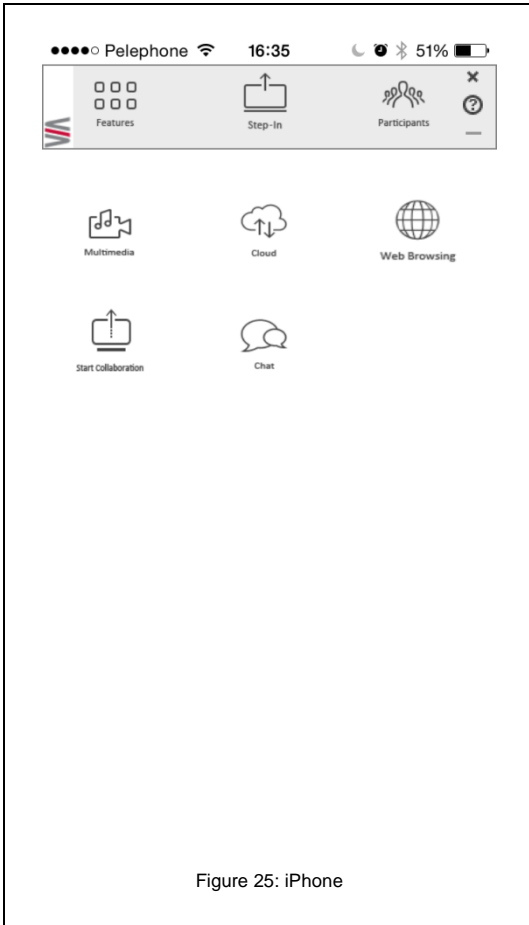 Pelephone 16:35 51%
Features Step-In Participants
Multimedia Cloud Web Browsing
Start Collaboration Chat
Figure 25: iPhone